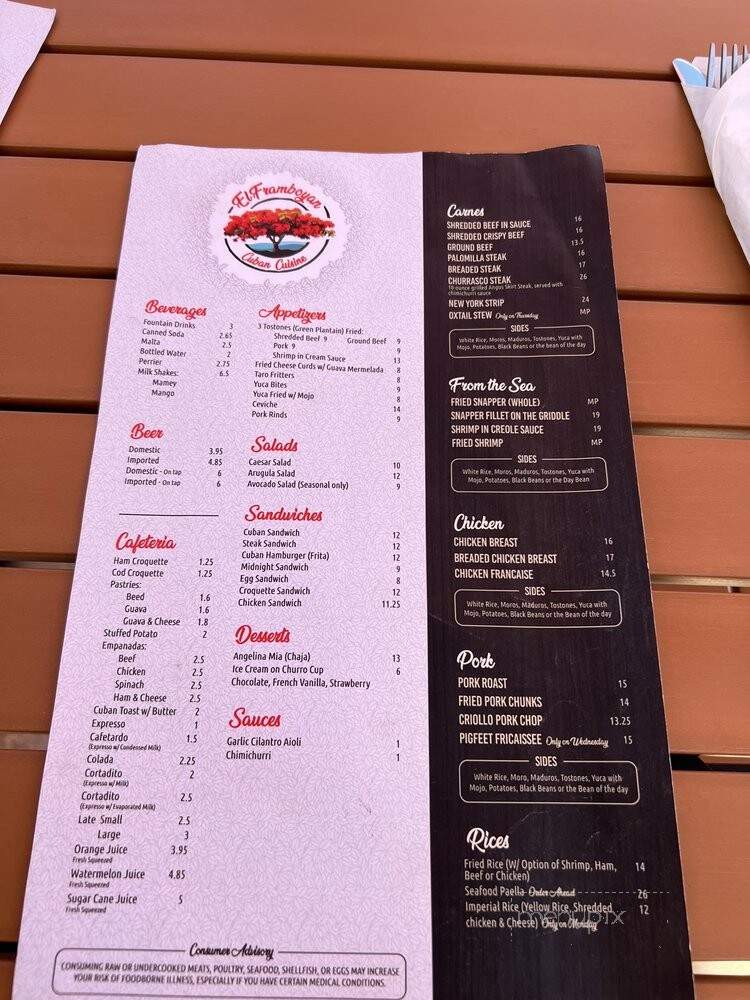 El Framboyan
Cuban Cuisine
Beverages
Fountain Drinks 3
Canned Soda 2.65
Malta 2.5
Bottled Water 2
Perrier 2.75
Milk Shakes: 6.5
Mamey
Mango
Beer
Domestic 3.95
Imported 4.85
Domestic - On tap 6
Imported - On tap 6
Cafeteria
Ham Croquette 1.25
Cod Croquette 1.25
Pastries:
Beed 1.6
Guava 1.6
Guava & Cheese 1.8
Stuffed Potato 2
Empanadas:
Beef 2.5
Chicken 2.5
Spinach 2.5
Ham & Cheese 2.5
Cuban Toast w/ Butter 2
Expresso 1
Cafetardo 1.5
(Expresso w/ Condensed Milk)
Colada 2.25
Cortadito 2
(Expresso w/ Milk)
Cortadito 2.5
(Expresso w/ Evaporated Milk)
Late Small 2.5
Large 3
Orange Juice 3.95
Fresh Squeezed
Watermelon Juice 4.85
Fresh Squeezed
Sugar Cane Juice 5
Fresh Squeezed
Appetizers
3 Tostones (Green Plantain) Fried:
Shredded Beef 9 Ground Beef 9
Pork 9 9
Shrimp in Cream Sauce 13
Fried Cheese Curds w/ Guava Mermelada 8
Taro Fritters 8
Yuca Bites 9
Yuca Fried w/ Mojo 8
Ceviche 14
Pork Rinds 9
Salads
Caesar Salad 10
Arugula Salad 12
Avocado Salad (Seasonal only) 9
Sandwiches
Cuban Sandwich 12
Steak Sandwich 12
Cuban Hamburger (Frita) 12
Midnight Sandwich 9
Egg Sandwich 8
Croquette Sandwich 12
Chicken Sandwich 11.25
Desserts
Angelina Mia (Chaja) 13
Ice Cream on Churro Cup 6
Chocolate, French Vanilla, Strawberry
Sauces
Garlic Cilantro Aioli 1
Chimichurri 1
Consumer Advisory
CONSUMING RAW OR UNDERCOOKED MEATS, POULTRY, SEAFOOD, SHELLFISH, OR EGGS MAY INCREASE
YOUR RISK OF FOODBORNE ILLNESS, ESPECIALLY IF YOU HAVE CERTAIN MEDICAL CONDITIONS.
Carnes
SHREDDED BEEF IN SAUCE 16
SHREDDED CRISPY BEEF 16
GROUND BEEF 13.5
PALOMILLA STEAK 16
BREADED STEAK 17
CHURRASCO STEAK 26
10 ounce grilled Angus Skirt Steak, served with
chimichurri sauce
NEW YORK STRIP 24
OXTAIL STEW Only on Thursday MP
SIDES
White Rice, Moros, Maduros, Tostones, Yuca with
Mojo, Potatoes, Black Beans or the bean of the day
From the Sea
FRIED SNAPPER (WHOLE) MP
SNAPPER FILLET ON THE GRIDDLE 19
SHRIMP IN CREOLE SAUCE 19
FRIED SHRIMP MP
SIDES
White Rice, Moros, Maduros, Tostones, Yuca with
Mojo, Potatoes, Black Beans or the Day Bean
Chicken
CHICKEN BREAST 16
BREADED CHICKEN BREAST 17
CHICKEN FRANCAISE 14.5
SIDES
White Rice, Moros, Maduros, Tostones, Yuca with
Mojo, Potatoes, Black Beans or the Bean of the day
Pork
PORK ROAST 15
FRIED PORK CHUNKS 14
CRIOLLO PORK CHOP 13.25
PIGFEET FRICAISSEE Only on Wednesday 15
SIDES
White Rice, Moro, Maduros, Tostones, Yuca with
Mojo, Potatoes, Black Beans or the Bean of the day
Rices
Fried Rice (W/ Option of Shrimp, Ham, 14
Beef or Chicken)
Seafood Paella Order Ahead 26
Imperial Rice (Yellow Rice, Shredded 12
chicken & Cheese) Only on Monday
menupix